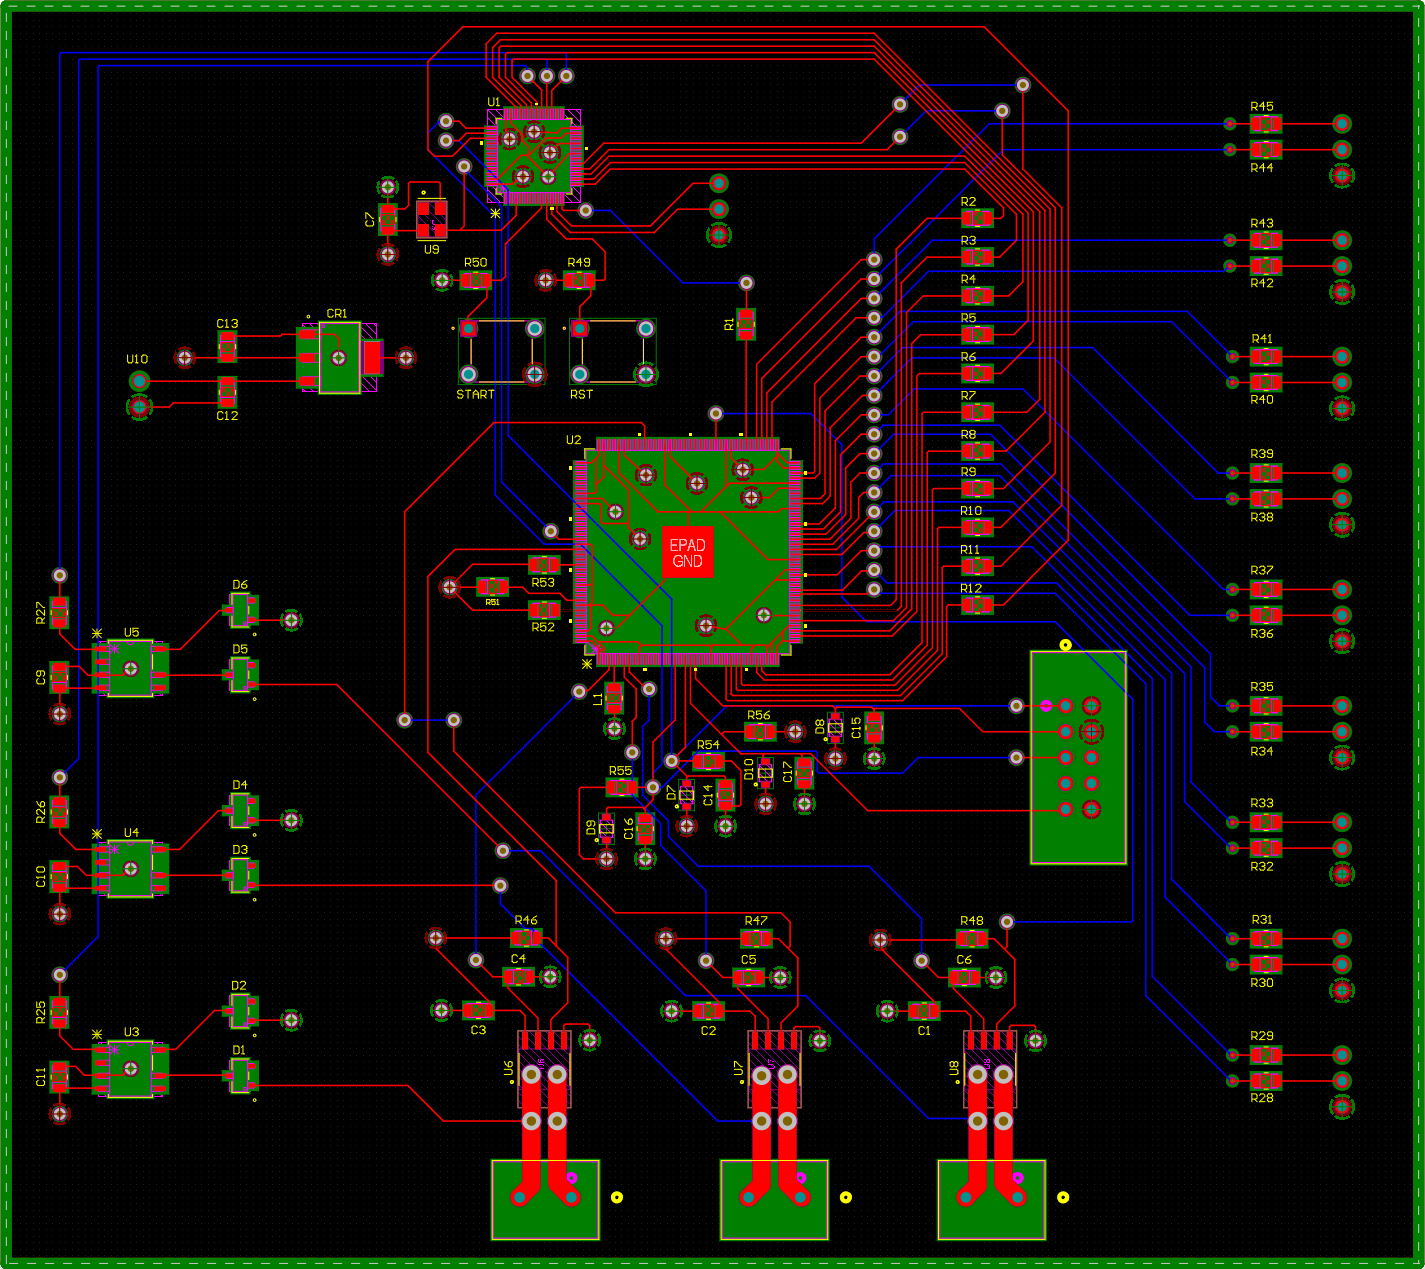 U1
R45
R44
C7
U9
R2
R43
R3
R50
R49
R42
R4
CR1
C13
R1
R5
R41
U10
R6
R40
START
RST
C12
R7
U2
R8
R39
R9
R38
R10
EPAD
GND
R11
R53
R37
D6
R51
R12
R27
R52
U5
R36
D5
C9
L1
R35
R56
D8
C15
R34
R54
D10
C17
R55
D4
D7
C14
R33
R26
U4
D9
C16
D3
R32
C10
R46
R47
R48
R31
C4
C5
C6
R30
D2
R25
U3
C3
C2
C1
R29
D1
C11
U6
U7
U8
R28